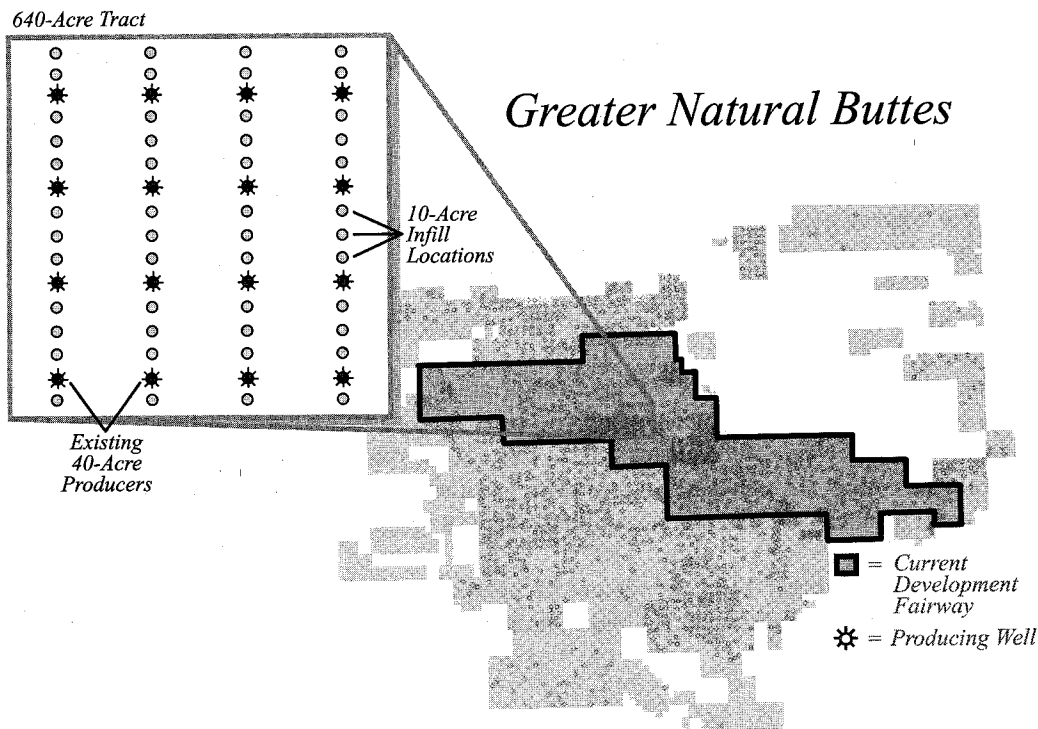 640-Acre Tract
Greater Natural Buttes
10-Acre
Infill
Locations
Existing
40-Acre
Producers
= Current
Development
Fairway
= Producing Well